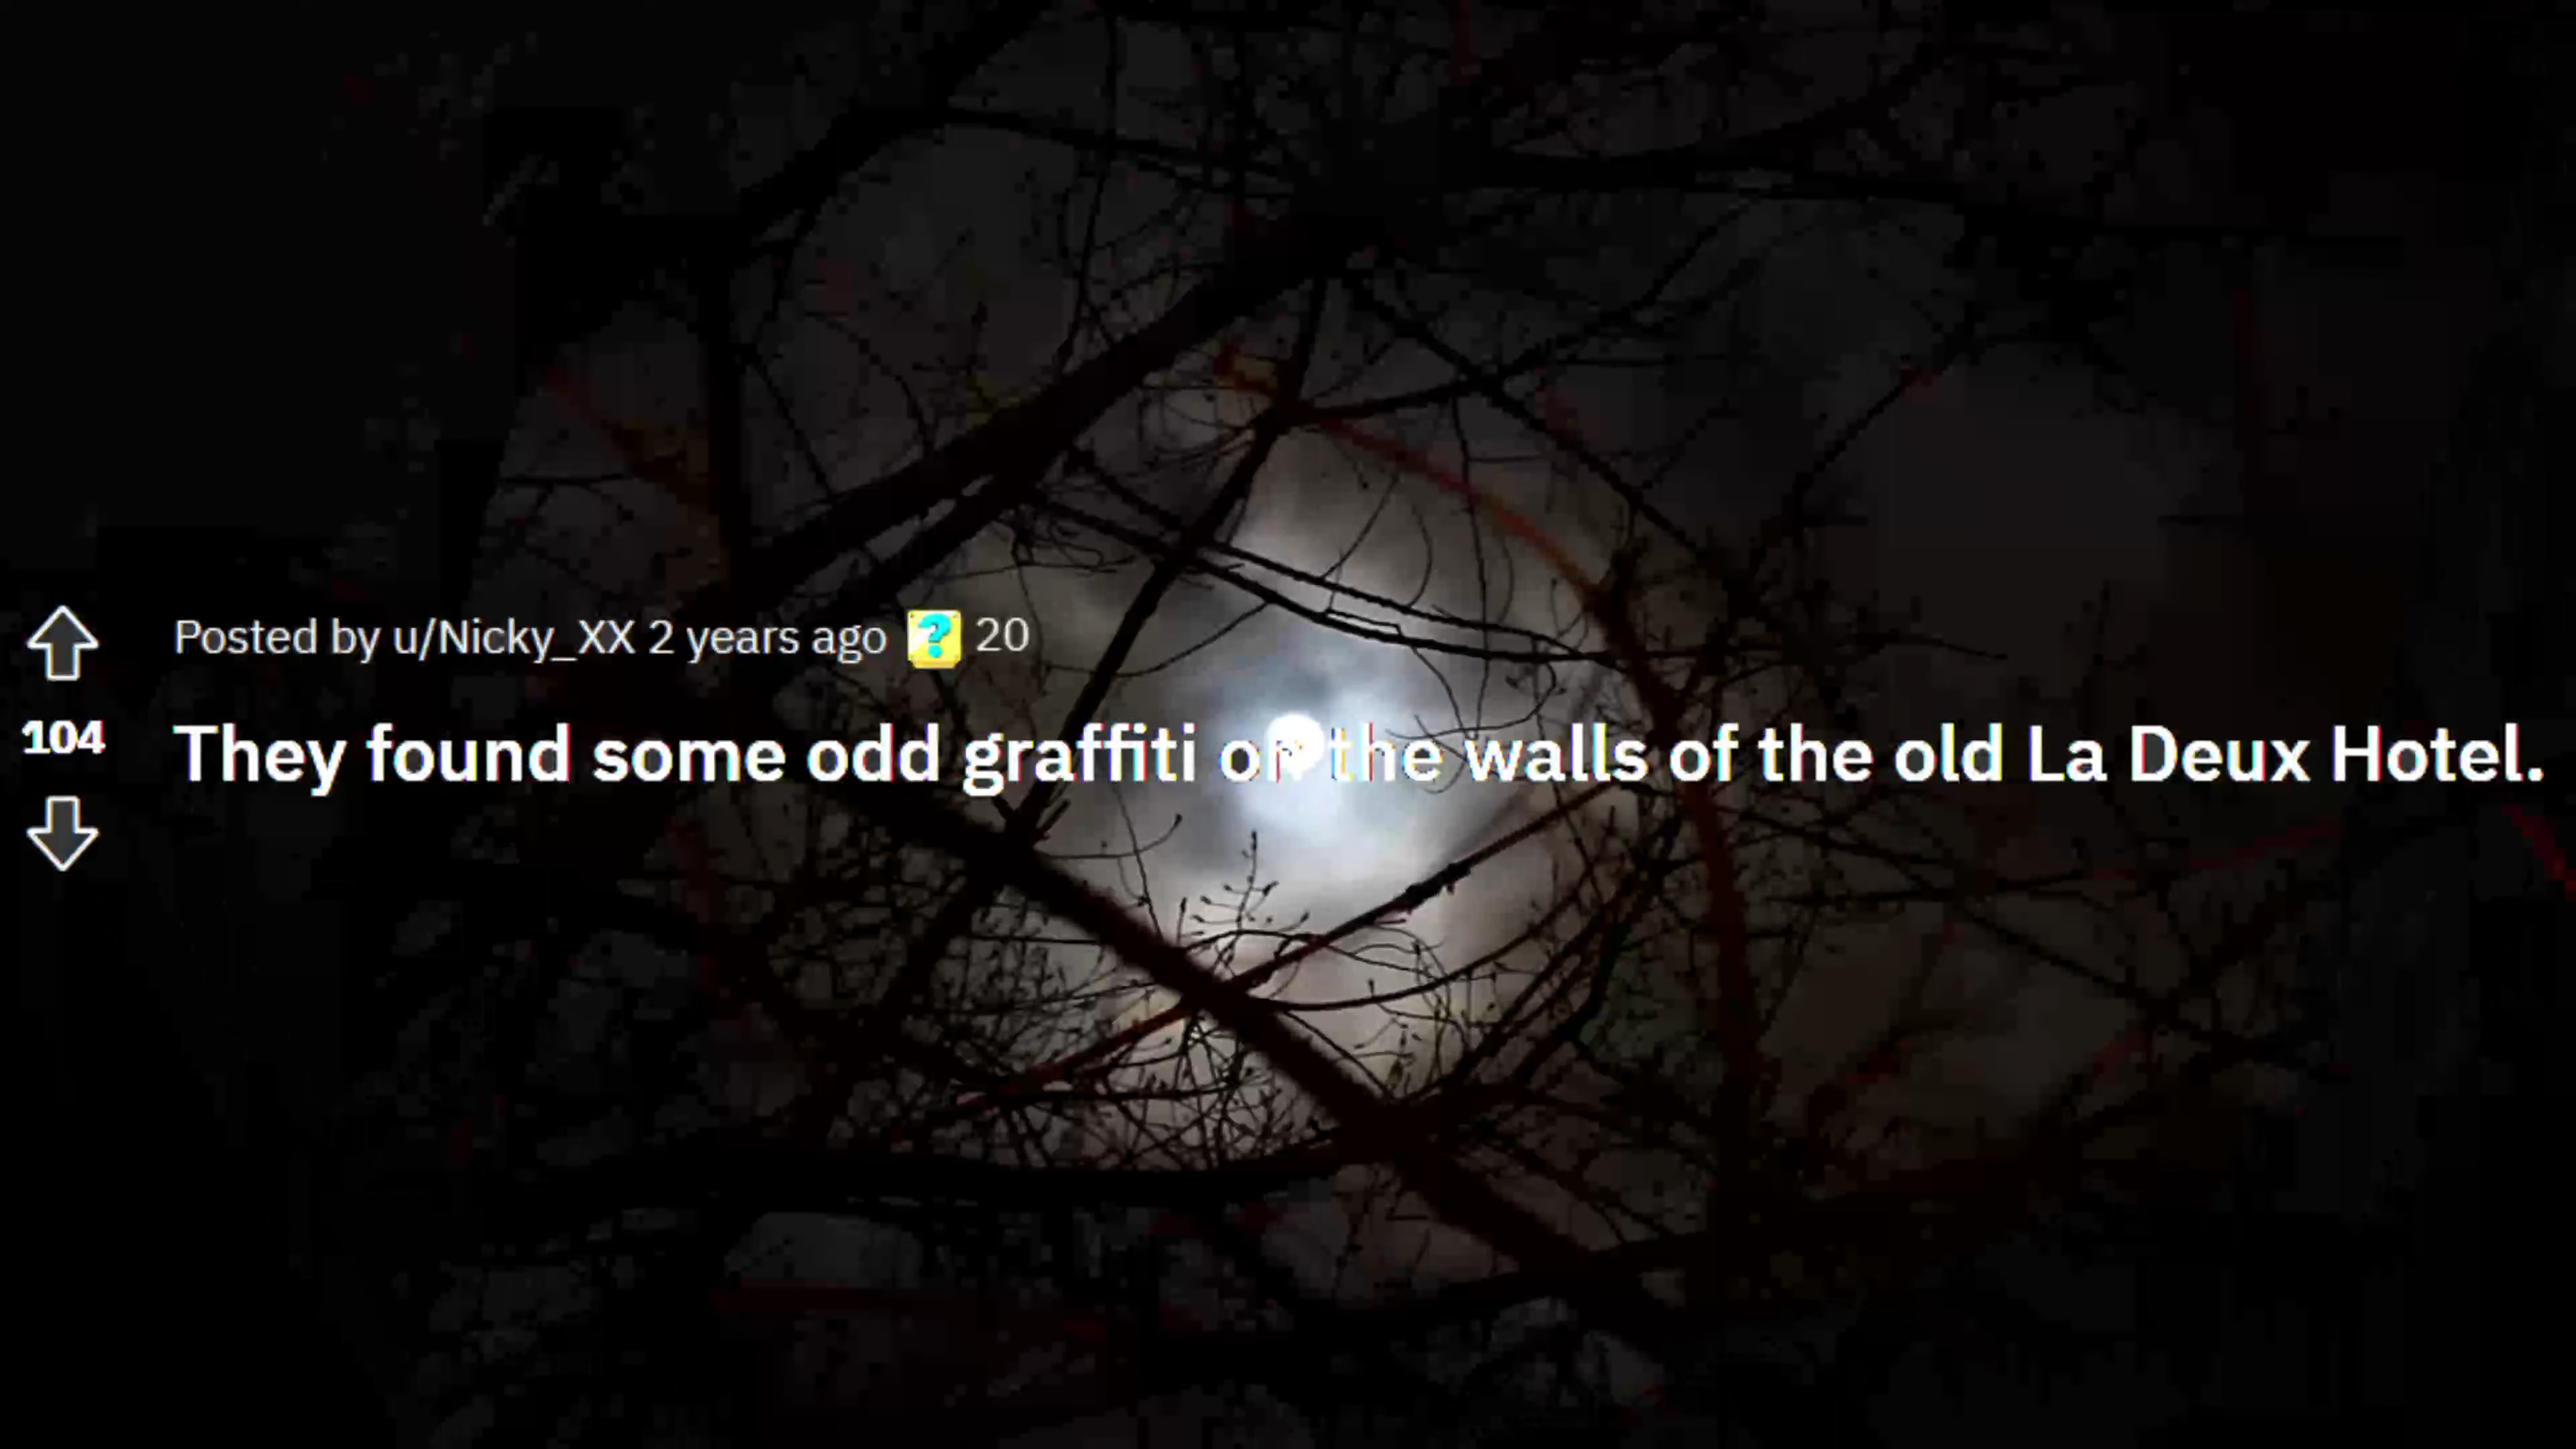 Posted by u/Nicky_XX 2 years ago ? 20
104
They found some odd graffiti on the walls of the old La Deux Hotel.